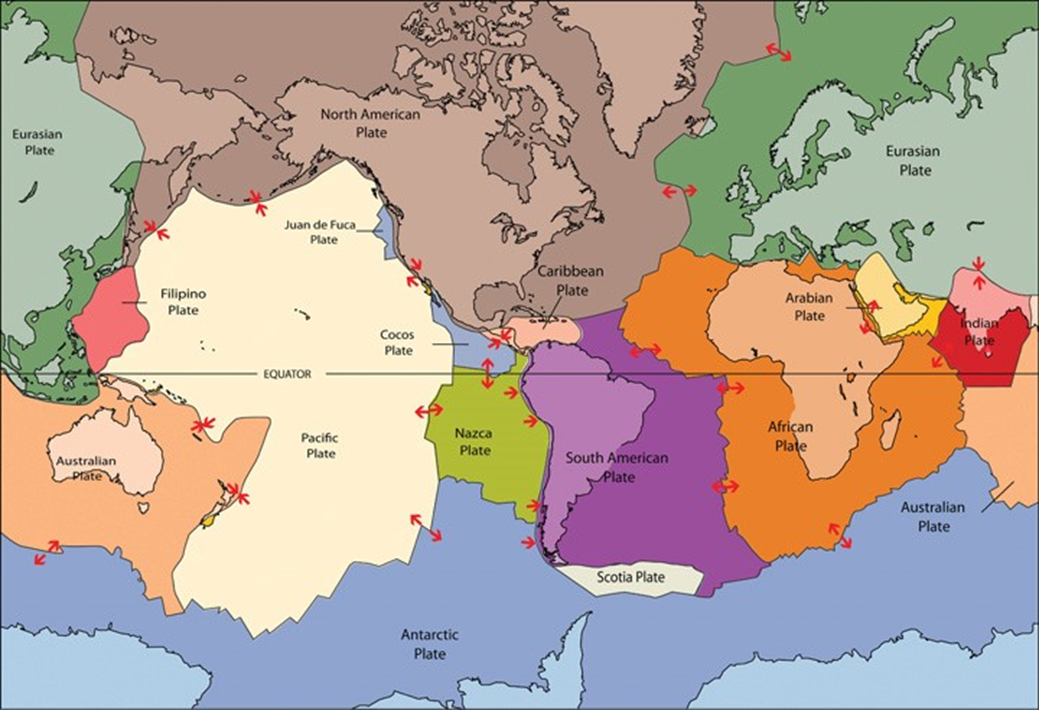 North American
Plate
Eurasian
Plate
Eurasian
Plate
Juan de Fuca
Plate
Caribbean
Plate
Filipino
Plate
Arabian
Plate
Indian
Plate
Cocos
Plate
EQUATOR
Pacific
Plate
Nazca
Plate
African
Plate
Australian
Plate
South American
Plate
Australian
Plate
Scotia Plate
Antarctic
Plate